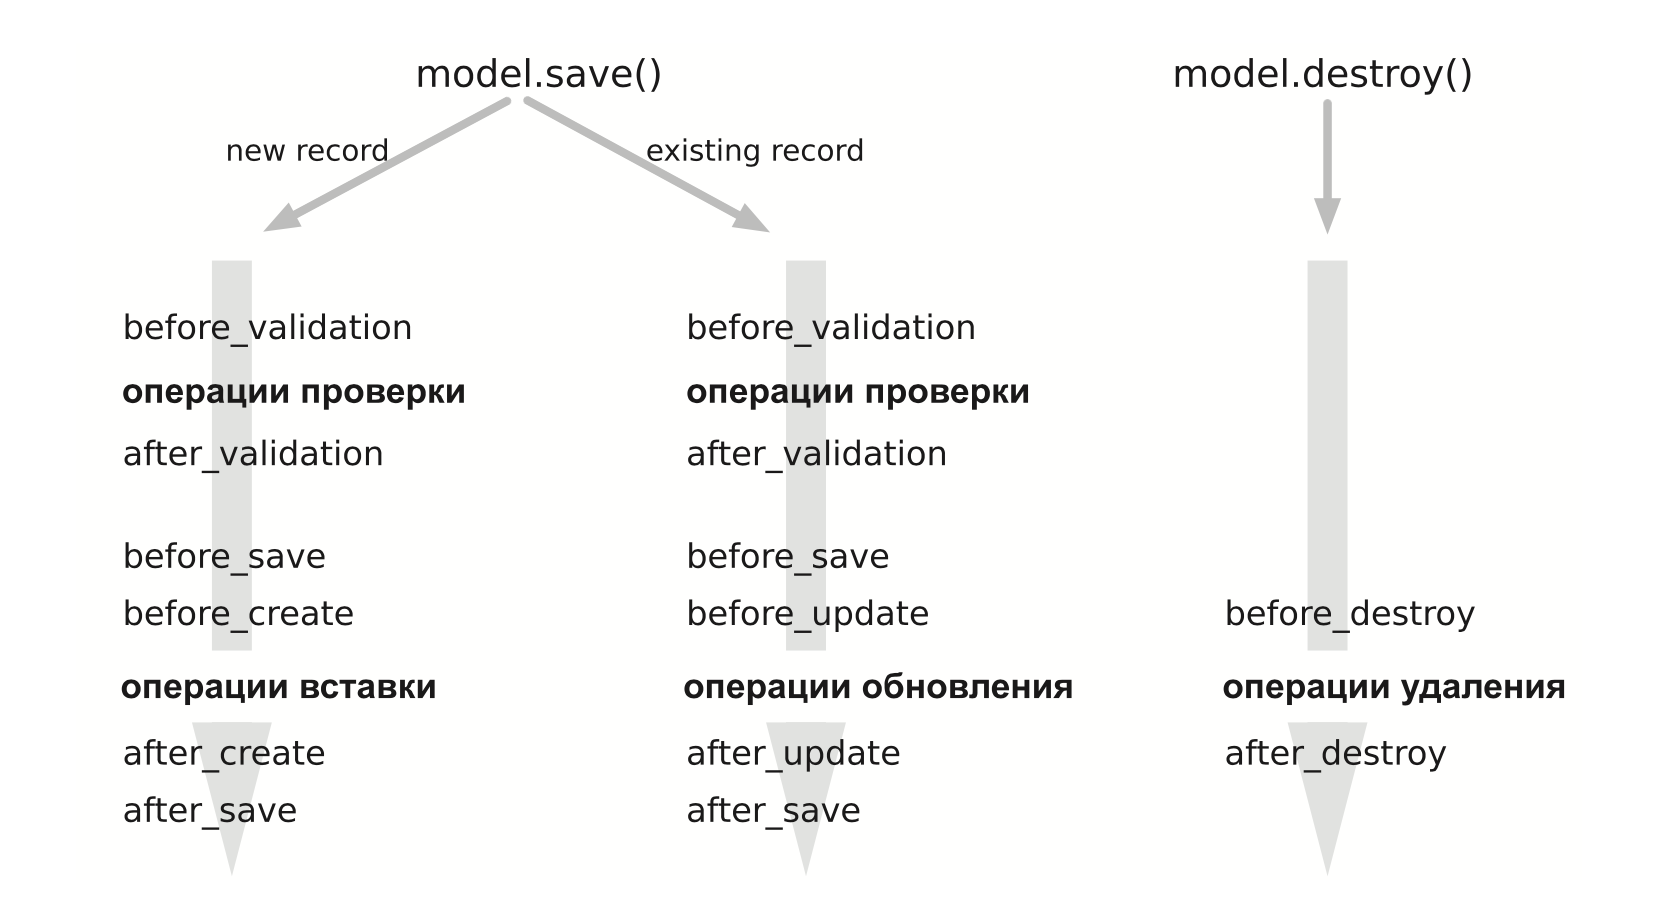 model.save()
new record
existing record
before_validation
операции проверки
after_validation
before_save
before_create
операции вставки
after_create
after_save
before_validation
операции проверки
after_validation
before_save
before_update
операции обновления
after_update
after_save
model.destroy()
before_destroy
операции удаления
after_destroy